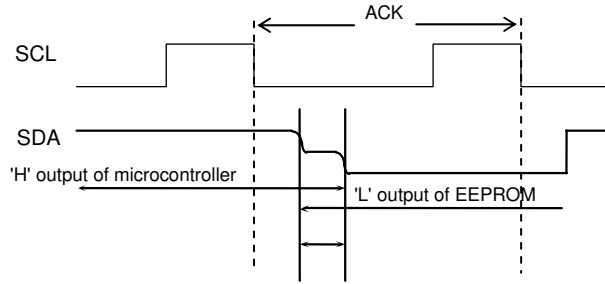 ACK
SCL
SDA
'H' output of microcontroller
'L' output of EEPROM